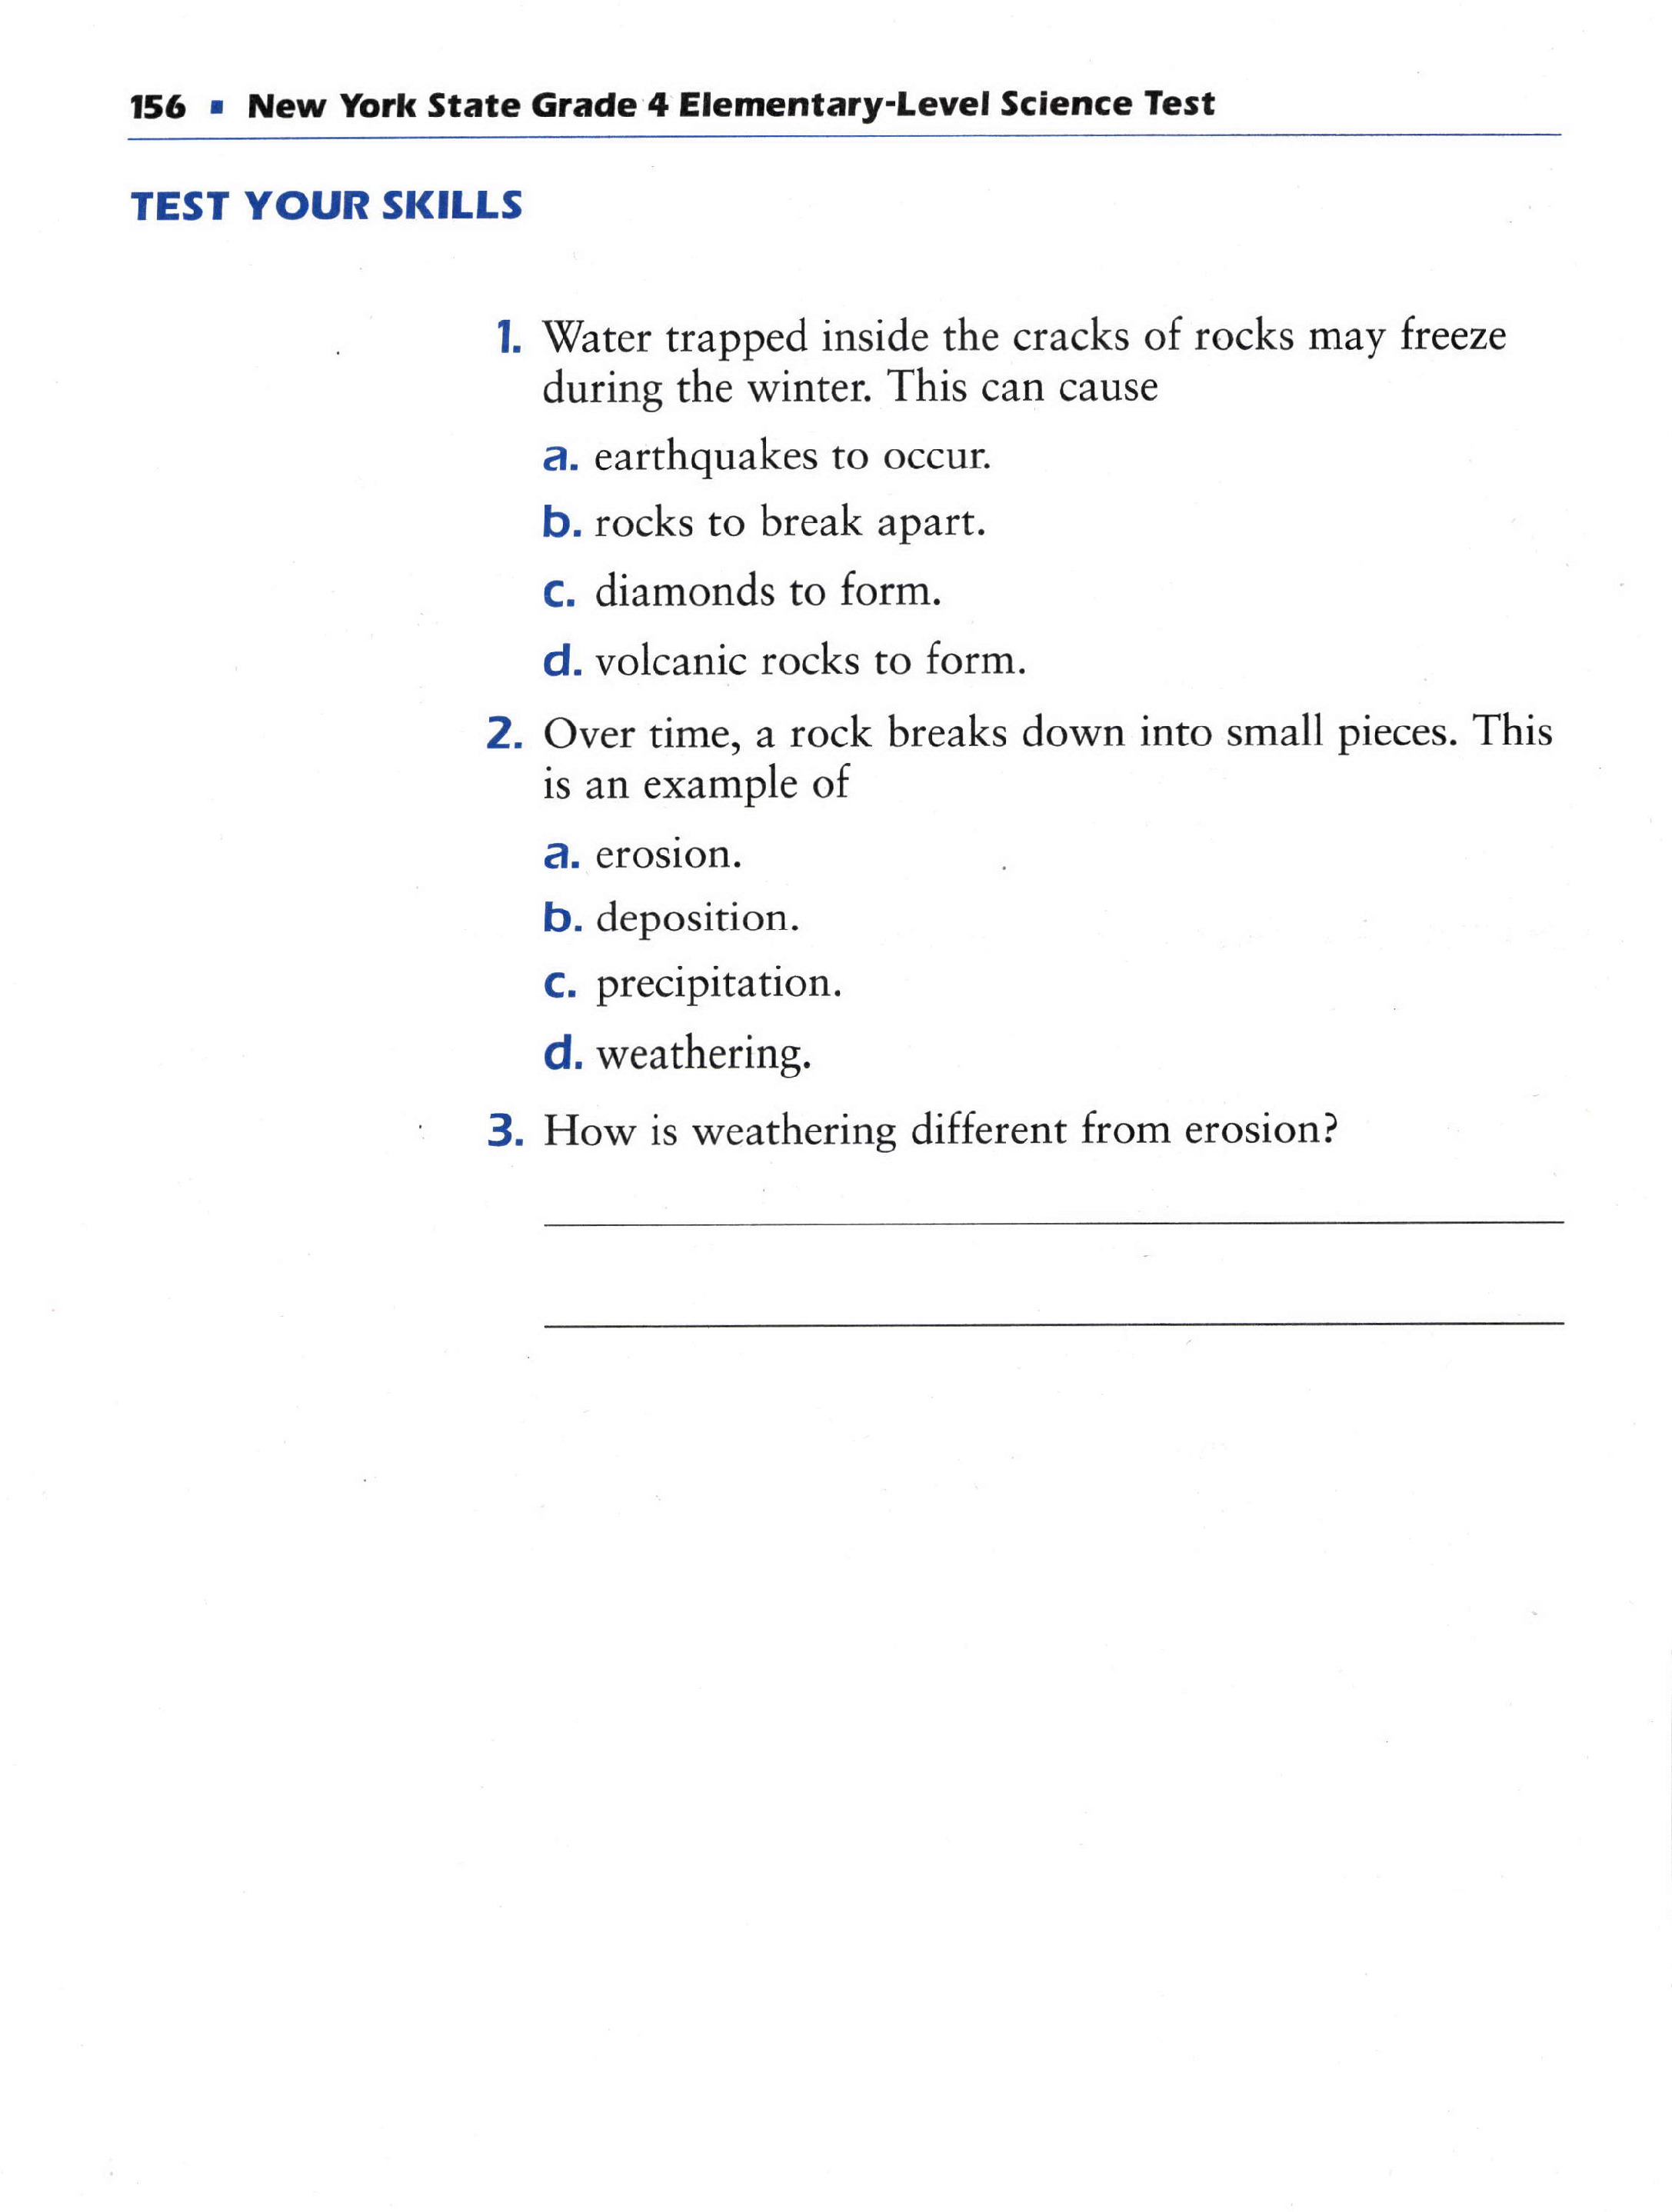 156 ▪ New York State Grade 4 Elementary-Level Science Test
TEST YOUR SKILLS
1. Water trapped inside the cracks of rocks may freeze
during the winter. This can cause
a. earthquakes to occur.
b. rocks to break apart.
c. diamonds to form.
d. volcanic rocks to form.
2. Over time, a rock breaks down into small pieces. This
is an example of
a. erosion.
b. deposition.
c. precipitation.
d. weathering.
3. How is weathering different from erosion?